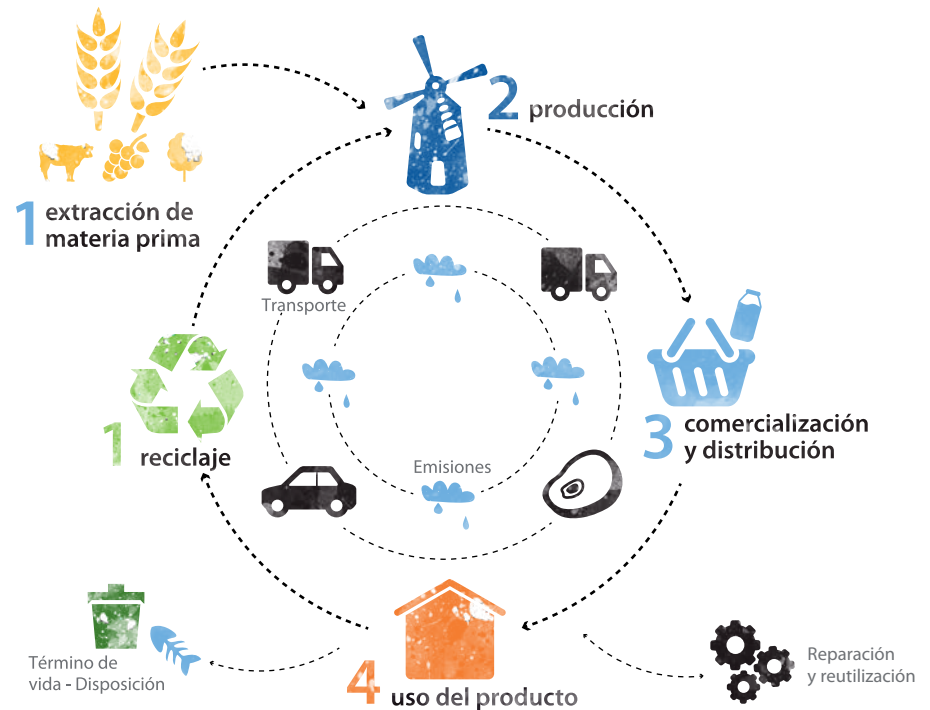 1 extracción de
materia prima
2 producción
Transporte
3 comercialización
y distribución
1 reciclaje
Emisiones
Término de
vida - Disposición
4 uso del producto
Reparación
y reutilización